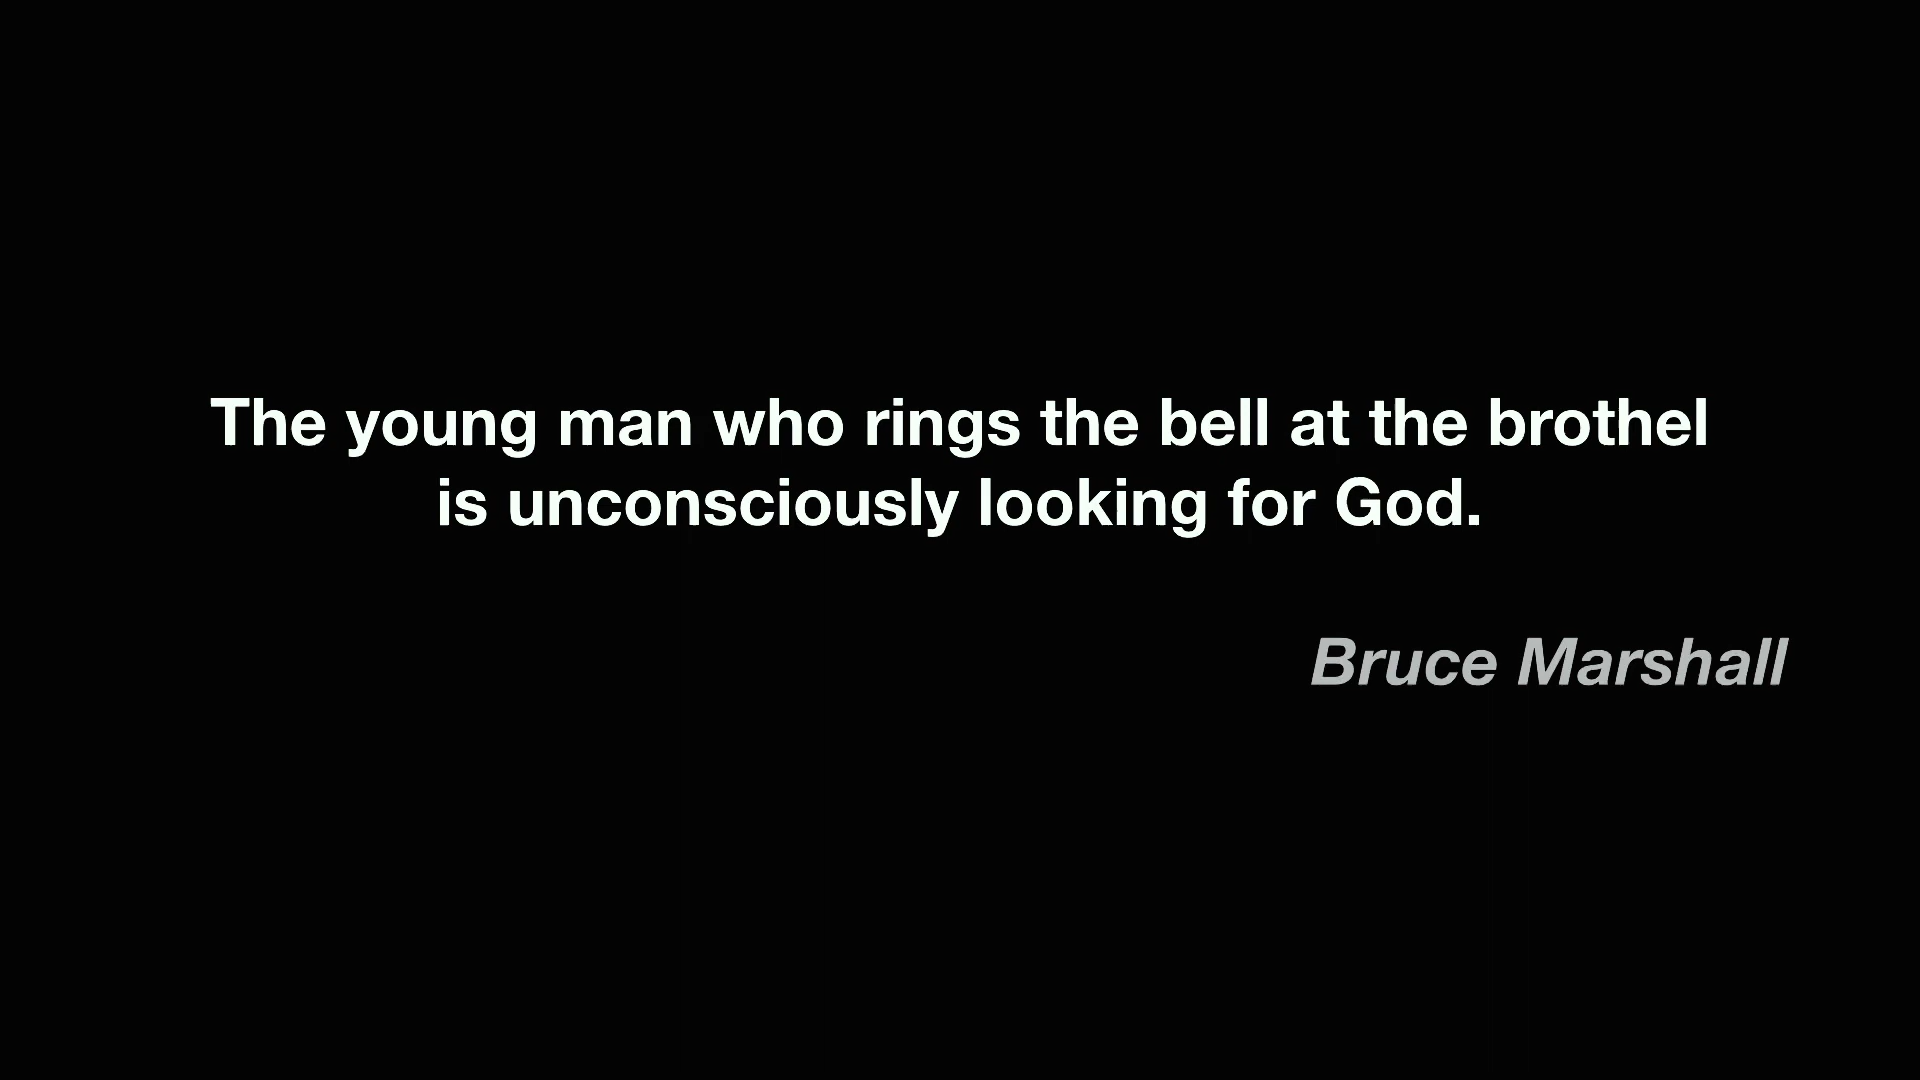 The young man who rings the bell at the brothel
is unconsciously looking for God.
Bruce Marshall